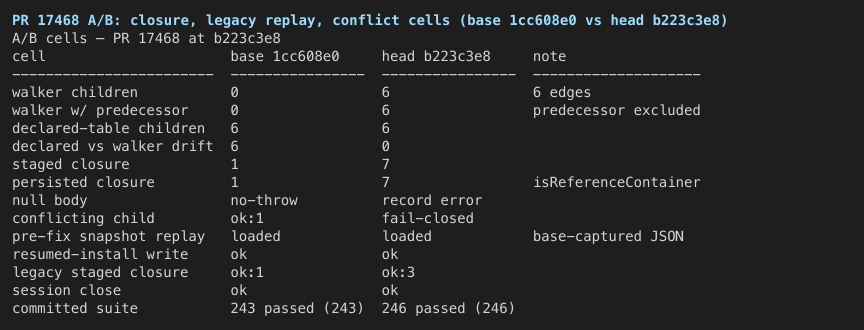 PR 17468 A/B: closure, legacy replay, conflict cells (base 1cc608e0 vs head b223c3e8)
A/B cells — PR 17468 at b223c3e8
cell base 1cc608e0 head b223c3e8 note
------------------------ ---------------- ---------------- --------------------
walker children 0 6 6 edges
walker w/ predecessor 0 6 predecessor excluded
declared-table children 6 6
declared vs walker drift 6 0
staged closure 1 7
persisted closure 1 7 isReferenceContainer
null body no-throw record error
conflicting child ok:1 fail-closed
pre-fix snapshot replay loaded loaded base-captured JSON
resumed-install write ok ok
legacy staged closure ok:1 ok:3
session close ok ok
committed suite 243 passed (243) 246 passed (246)